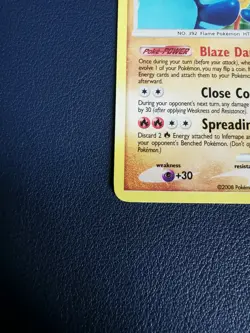 NO. 392 Flame Pokémon HT
POKÉ-POWER Blaze Da
Once during your turn (before your attack), whe
evolve 1 of your Pokémon, you may flip a coin. I
Energy cards and attach them to your Pokémon
afterward.
Close Co
During your opponent's next turn, any damage
by 30 (after applying Weakness and Resistance).
Spreadin
Discard 2 Energy attached to Infernape a
your opponent's Benched Pokémon. (Don't
Pokémon.)
weakness
+30
resista
©2008 Pokém